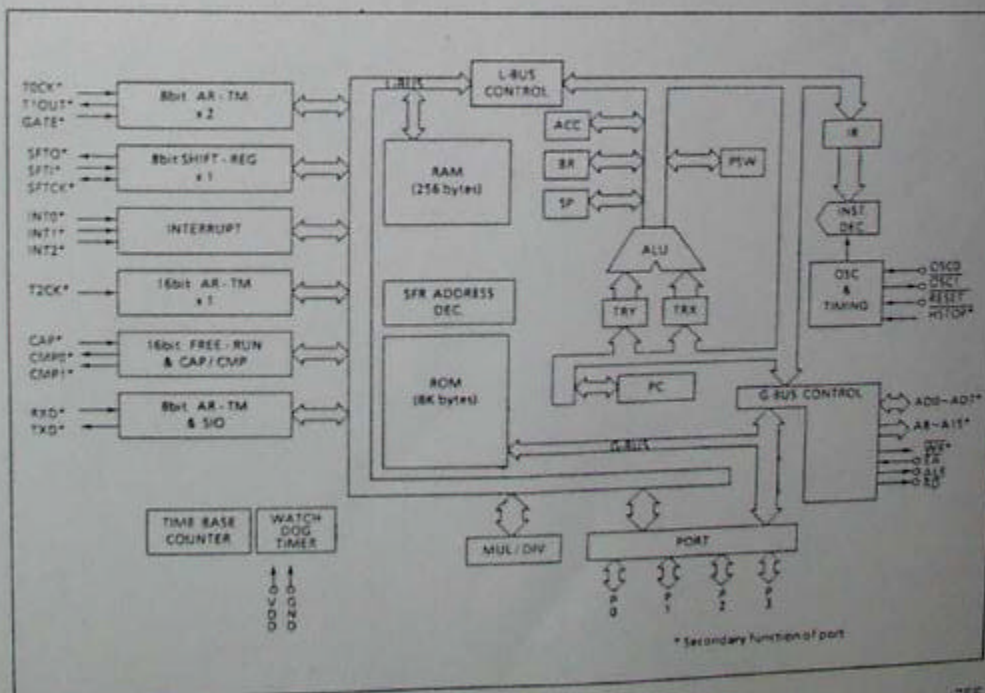 T0CK*
T1OUT*
GATE*
8bit AR-TM
x 2
SFTO*
SFTI*
SFTCK*
8bit SHIFT-REG
x 1
INT0*
INT1*
INT2*
INTERRUPT
T2CK*
16bit AR-TM
x 1
CAP*
CMP0*
CMP1*
16bit FREE-RUN
& CAP/CMP
RXD*
TXD*
8bit AR-TM
& SIO
TIME BASE
COUNTER
WATCH
DOG
TIMER
VDD
GND
L-BUS
L-BUS
CONTROL
RAM
(256 bytes)
ACC
BR
SP
PSW
IR
INST.
DEC.
ALU
TRY
TRX
OSC
&
TIMING
OSC0
OSC1
RESET
HSTOP*
SFR ADDRESS
DEC.
ROM
(8K bytes)
PC
G-BUS CONTROL
AD0~AD7*
A8~A15*
WR*
EA
ALE
RD*
G-BUS
MUL/DIV
PORT
P0
P1
P2
P3
* Secondary function of port